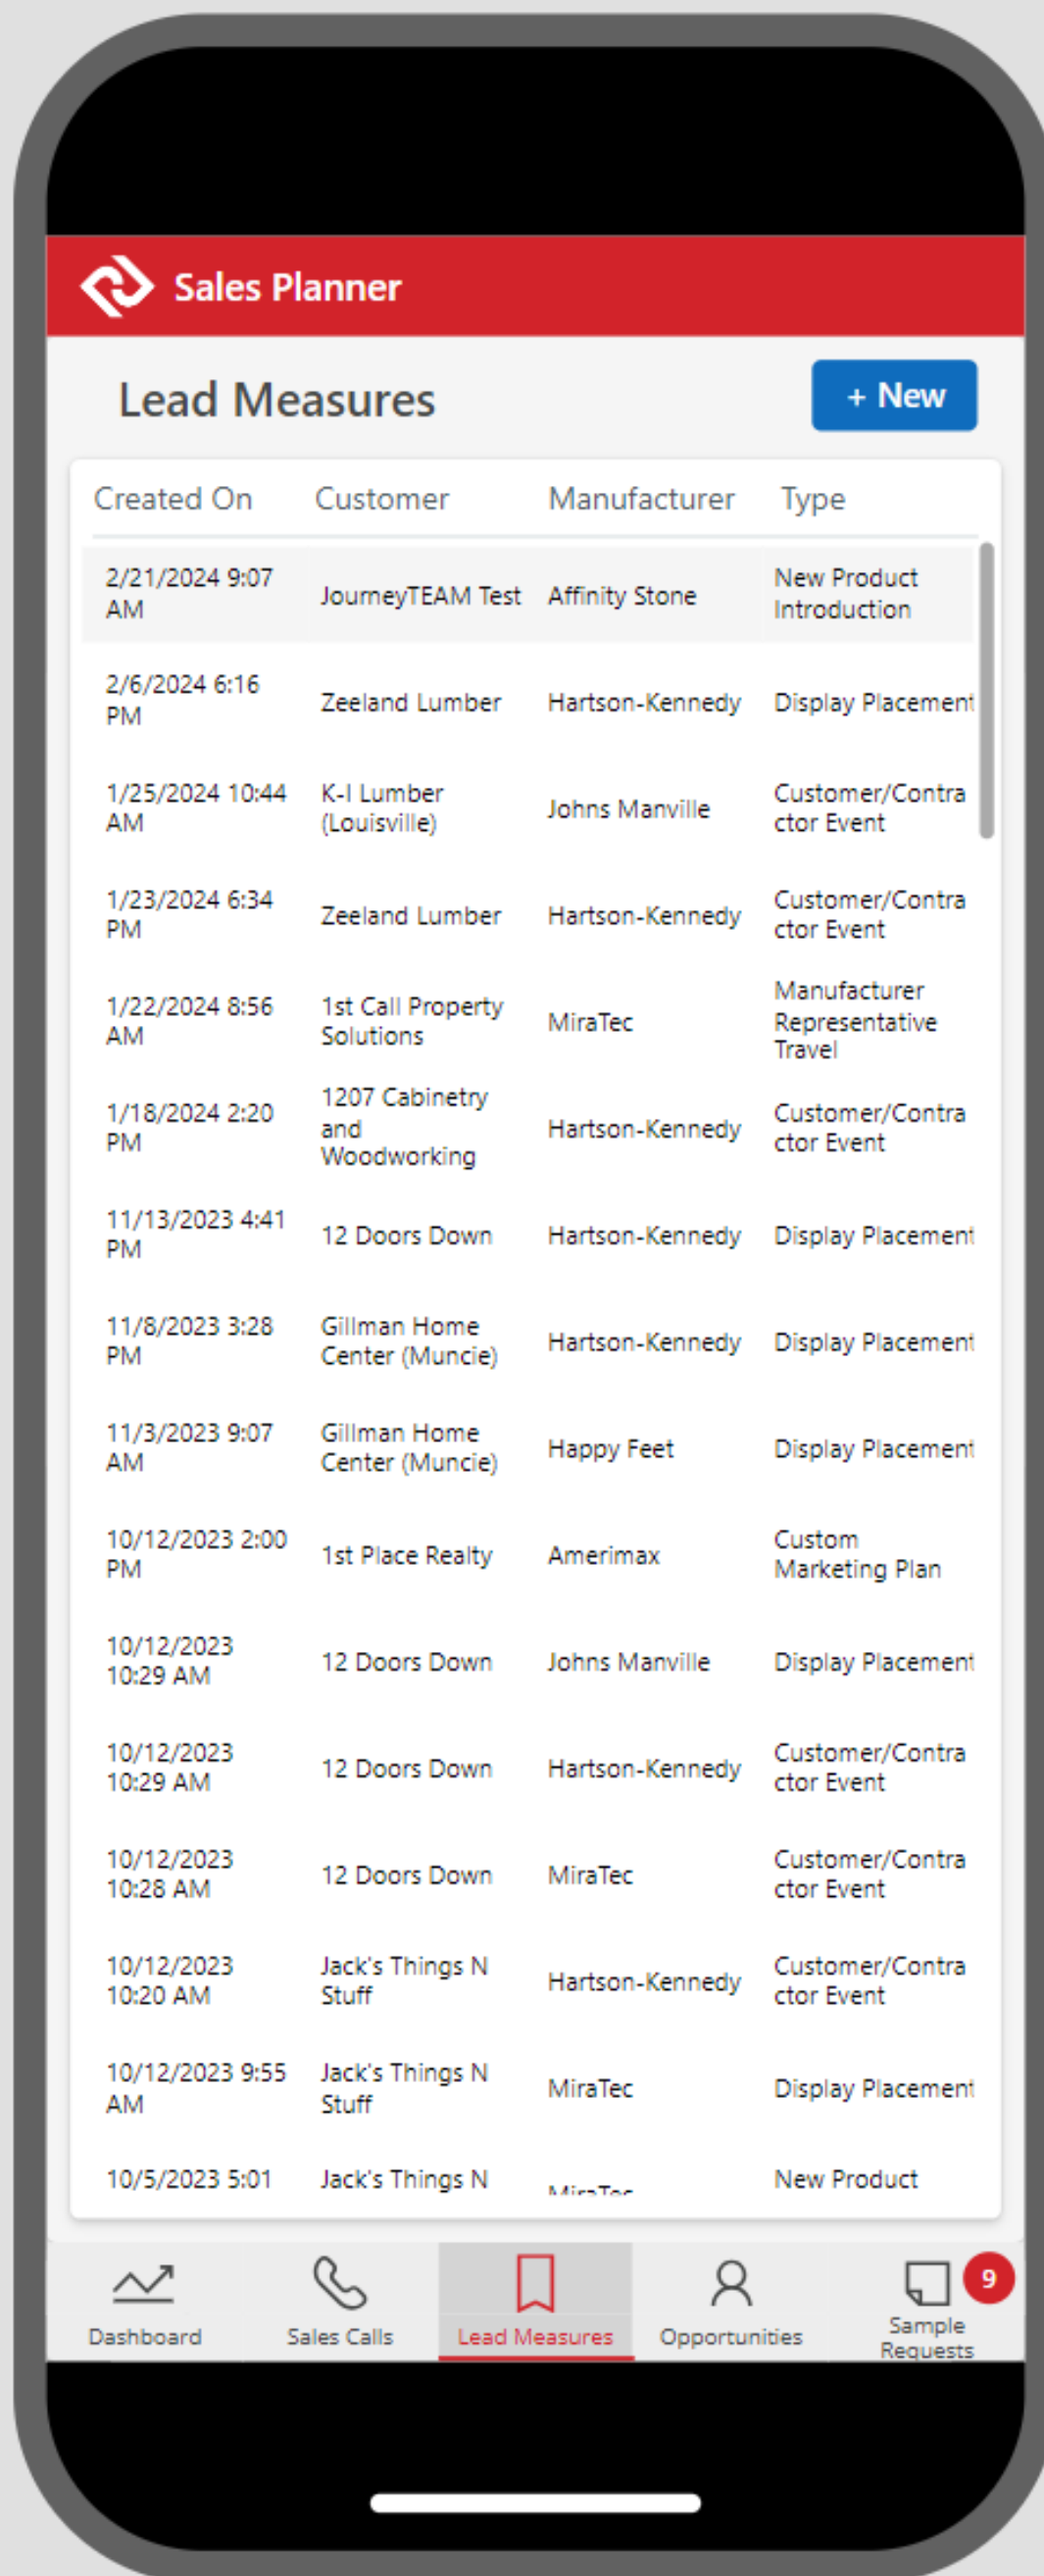 Sales Planner
Lead Measures
+ New
Created On Customer Manufacturer Type
2/21/2024 9:07
AM
JourneyTEAM Test
Affinity Stone
New Product
Introduction
2/6/2024 6:16
PM
Zeeland Lumber
Hartson-Kennedy
Display Placement
1/25/2024 10:44
AM
K-I Lumber
(Louisville)
Johns Manville
Customer/Contra
ctor Event
1/23/2024 6:34
PM
Zeeland Lumber
Hartson-Kennedy
Customer/Contra
ctor Event
1/22/2024 8:56
AM
1st Call Property
Solutions
MiraTec
Manufacturer
Representative
Travel
1/18/2024 2:20
PM
1207 Cabinetry
and
Woodworking
Hartson-Kennedy
Customer/Contra
ctor Event
11/13/2023 4:41
PM
12 Doors Down
Hartson-Kennedy
Display Placement
11/8/2023 3:28
PM
Gillman Home
Center (Muncie)
Hartson-Kennedy
Display Placement
11/3/2023 9:07
AM
Gillman Home
Center (Muncie)
Happy Feet
Display Placement
10/12/2023 2:00
PM
1st Place Realty
Amerimax
Custom
Marketing Plan
10/12/2023
10:29 AM
12 Doors Down
Johns Manville
Display Placement
10/12/2023
10:29 AM
12 Doors Down
Hartson-Kennedy
Customer/Contra
ctor Event
10/12/2023
10:28 AM
12 Doors Down
MiraTec
Customer/Contra
ctor Event
10/12/2023
10:20 AM
Jack's Things N
Stuff
Hartson-Kennedy
Customer/Contra
ctor Event
10/12/2023 9:55
AM
Jack's Things N
Stuff
MiraTec
Display Placement
10/5/2023 5:01
Jack's Things N
MiraTec
New Product
Dashboard
Sales Calls
Lead Measures
Opportunities
Sample
Requests
9